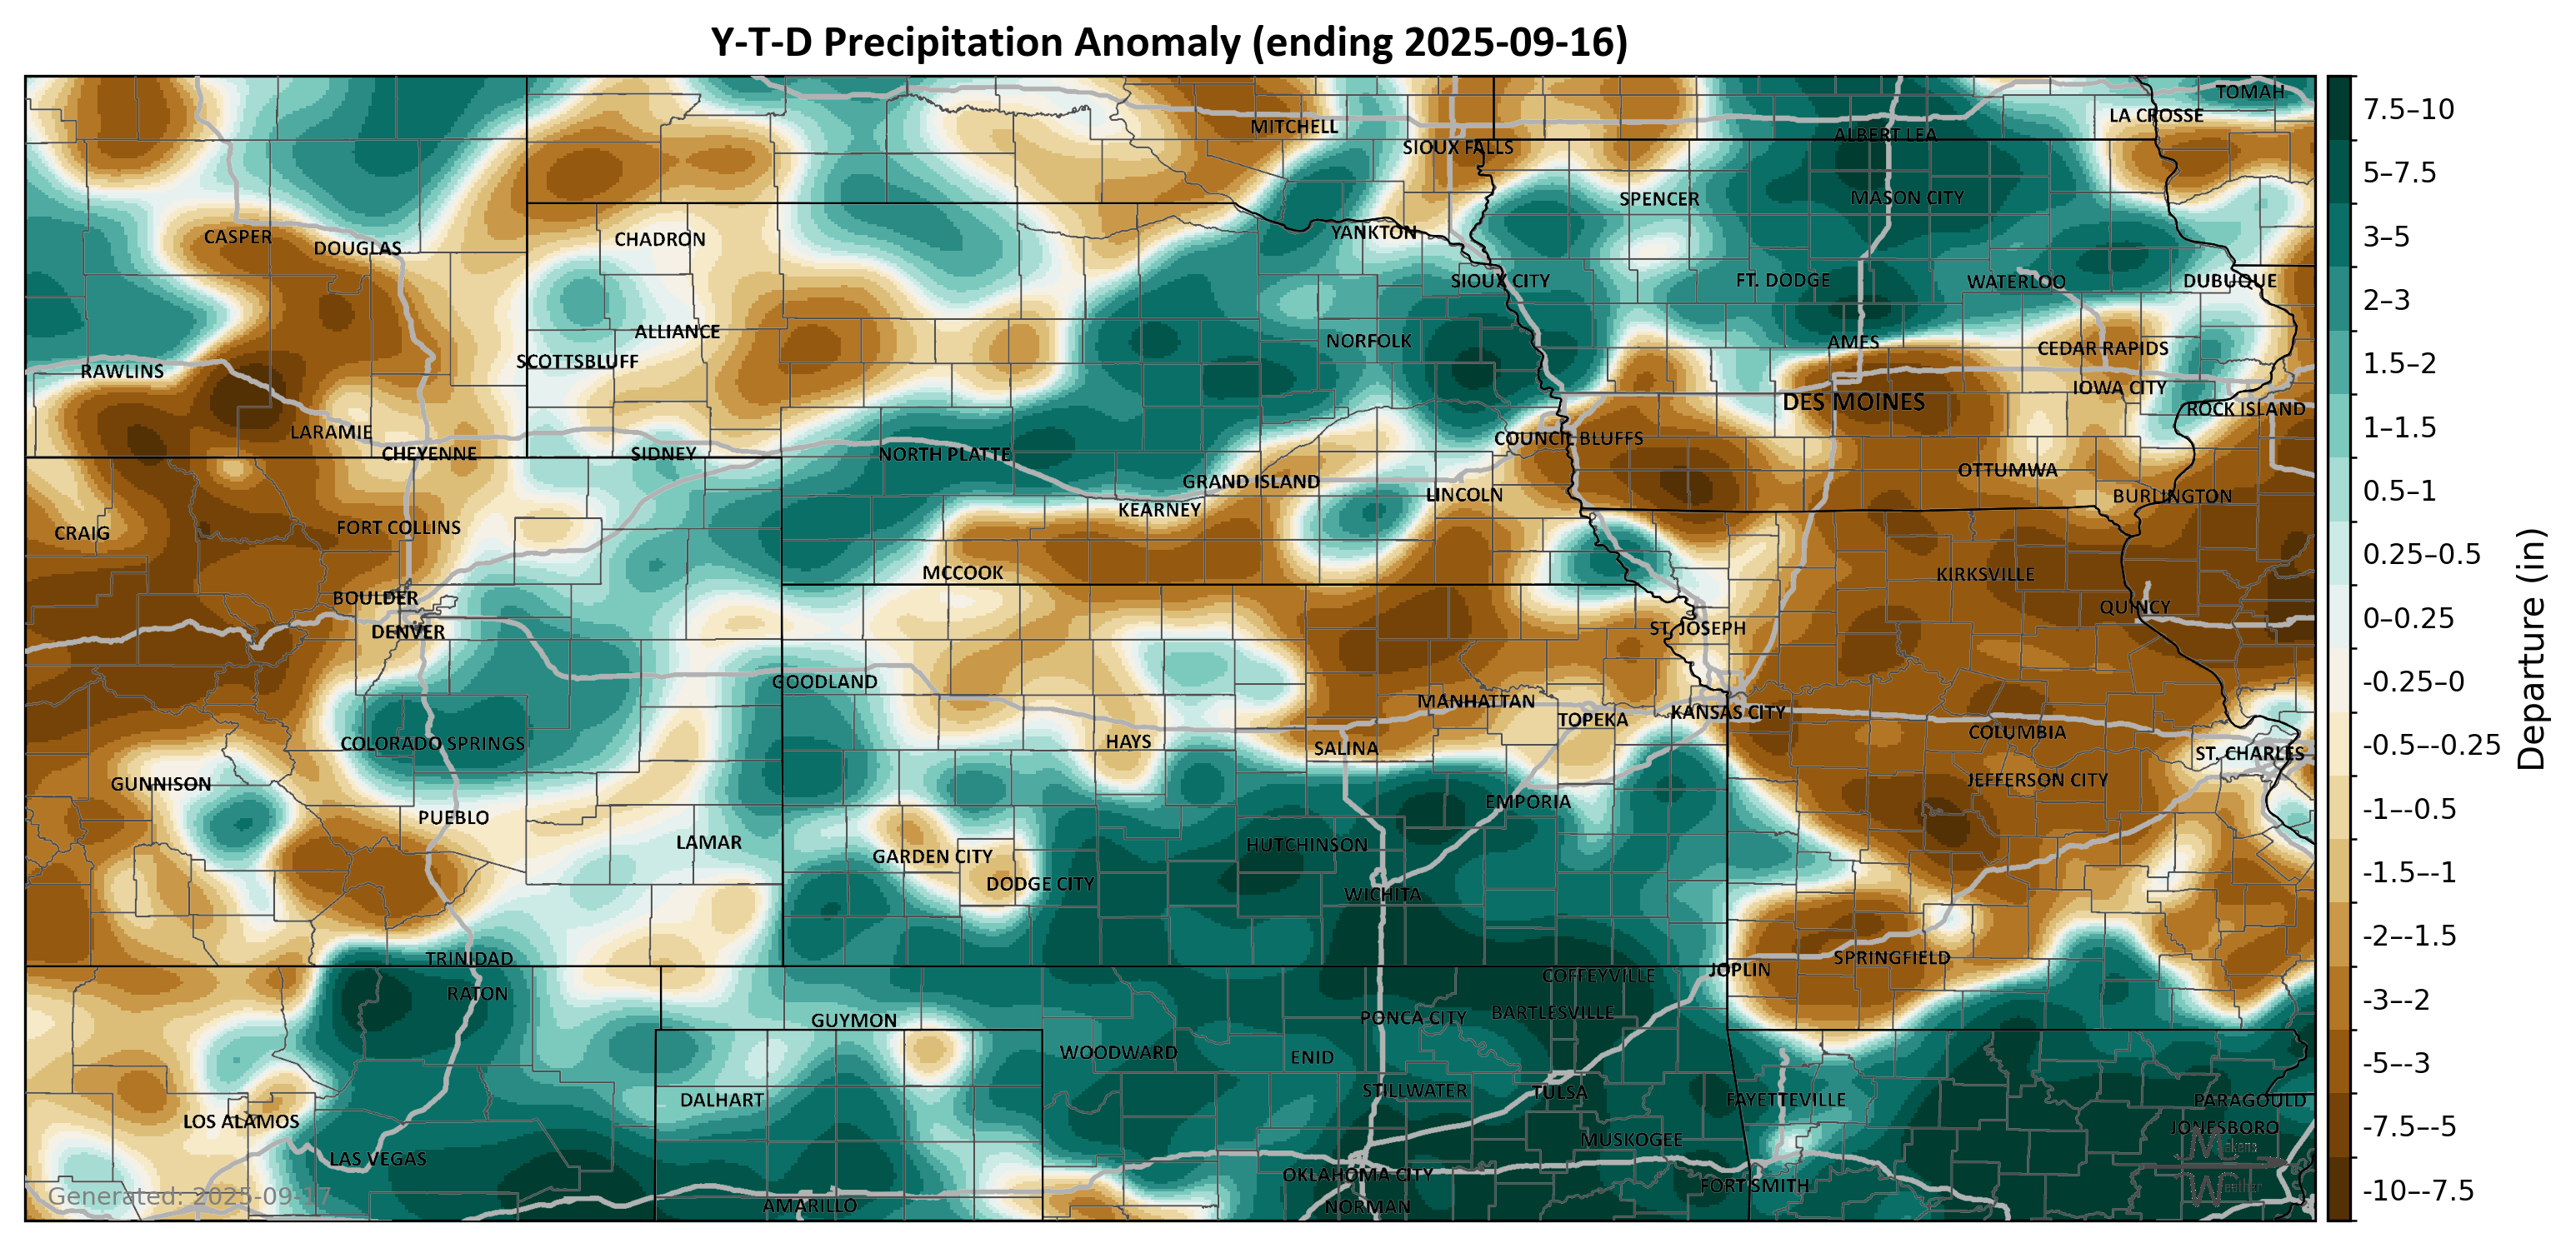 Y-T-D Precipitation Anomaly (ending 2025-09-16)
TOMAH
LA CROSSE
MITCHELL
ALBERT LEA
SIOUX FALLS
SPENCER
MASON CITY
CASPER
DOUGLAS
CHADRON
YANKTON
SIOUX CITY
FT. DODGE
WATERLOO
DUBUQUE
ALLIANCE
NORFOLK
AMES
CEDAR RAPIDS
SCOTTSBLUFF
RAWLINS
IOWA CITY
DES MOINES
ROCK ISLAND
LARAMIE
CHEYENNE
SIDNEY
NORTH PLATTE
COUNCIL BLUFFS
OTTUMWA
GRAND ISLAND
LINCOLN
BURLINGTON
KEARNEY
CRAIG
FORT COLLINS
MCCOOK
KIRKSVILLE
BOULDER
QUINCY
DENVER
ST. JOSEPH
GOODLAND
MANHATTAN
TOPEKA
KANSAS CITY
COLORADO SPRINGS
HAYS
SALINA
COLUMBIA
ST. CHARLES
GUNNISON
JEFFERSON CITY
PUEBLO
EMPORIA
LAMAR
GARDEN CITY
HUTCHINSON
DODGE CITY
WICHITA
TRINIDAD
SPRINGFIELD
JOPLIN
RATON
COFFEYVILLE
GUYMON
PONCA CITY
BARTLESVILLE
WOODWARD
ENID
DALHART
STILLWATER
TULSA
FAYETTEVILLE
PARAGOULD
LOS ALAMOS
MUSKOGEE
JONESBORO
LAS VEGAS
OKLAHOMA CITY
FORT SMITH
AMARILLO
NORMAN
Makens
Weather
Generated: 2025-09-17
7.5–10
5–7.5
3–5
2–3
1.5–2
1–1.5
0.5–1
0.25–0.5
0–0.25
-0.25–0
-0.5–-0.25
-1–-0.5
-1.5–-1
-2–-1.5
-3–-2
-5–-3
-7.5–-5
-10–-7.5
Departure (in)